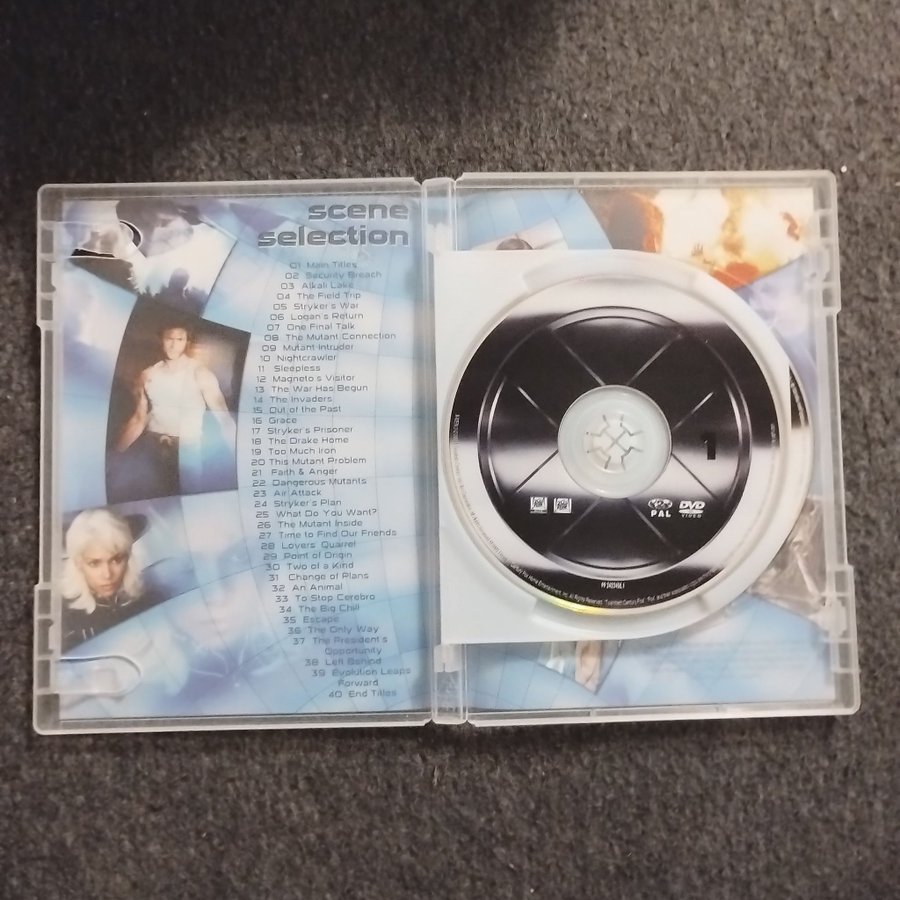 scene
selection
01 Main Titles
02 Security Breach
03 Alkali Lake
04 The Field Trip
05 Stryker's War
06 Logan's Return
07 One Final Talk
08 The Mutant Connection
09 Mutant Intruder
10 Nightcrawler
11 Sleepless
12 Magneto's Visitor
13 The War Has Begun
14 The Invaders
15 Out of the Past
16 Grace
17 Stryker's Prisoner
18 The Drake Home
19 Too Much Iron
20 This Mutant Problem
21 Faith & Anger
22 Dangerous Mutants
23 Air Attack
24 Stryker's Plan
25 What Do You Want?
26 The Mutant Inside
27 Time to Find Our Friends
28 Lovers' Quarrel
29 Point of Origin
30 Two of a Kind
31 Change of Plans
32 An Animal
33 To Stop Cerebro
34 The Big Chill
35 Escape
36 The Only Way
37 The President's
Opportunity
38 Left Behind
39 Evolution Leaps
Forward
40 End Titles
1
PAL
DVD
VIDEO